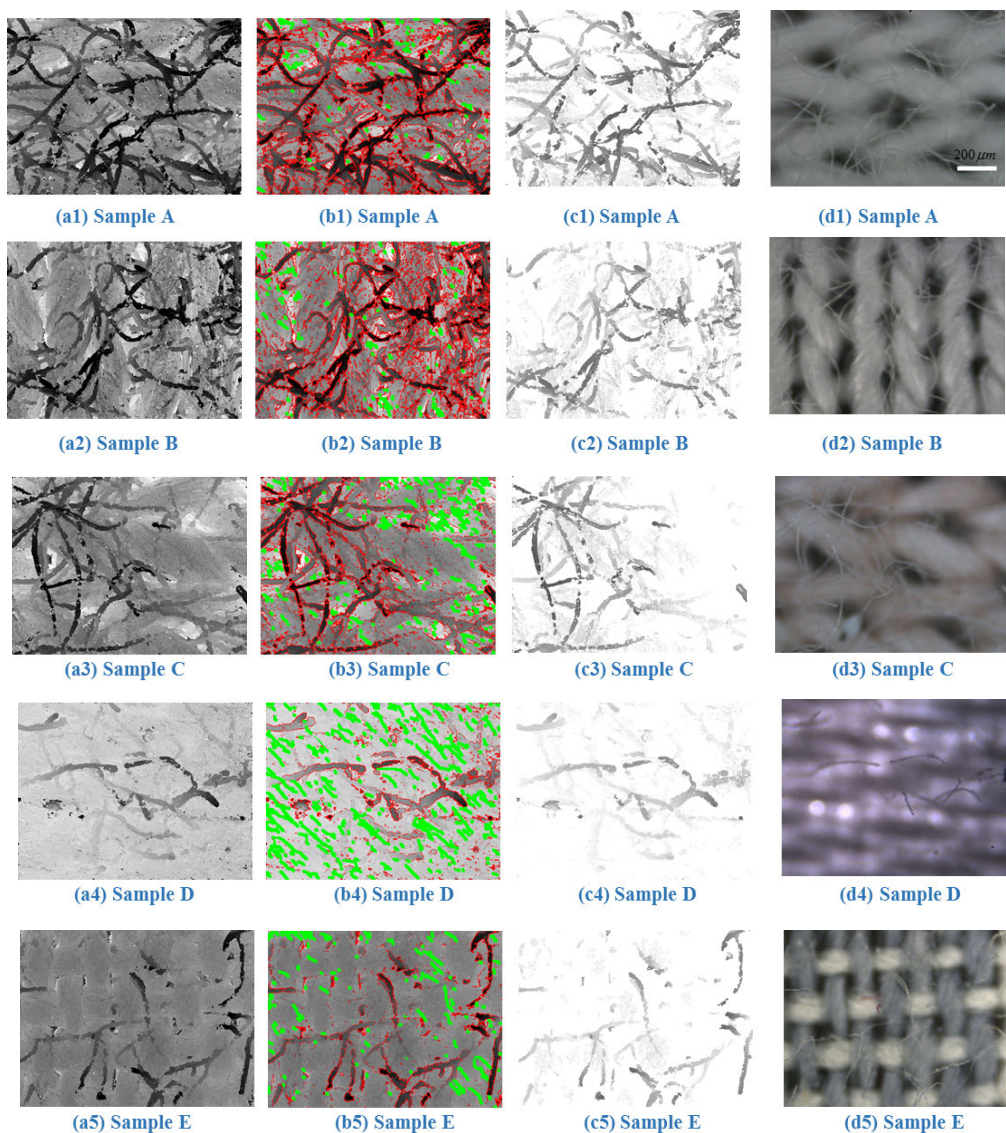 200 μm
(a1) Sample A (b1) Sample A (c1) Sample A (d1) Sample A
(a2) Sample B (b2) Sample B (c2) Sample B (d2) Sample B
(a3) Sample C (b3) Sample C (c3) Sample C (d3) Sample C
(a4) Sample D (b4) Sample D (c4) Sample D (d4) Sample D
(a5) Sample E (b5) Sample E (c5) Sample E (d5) Sample E